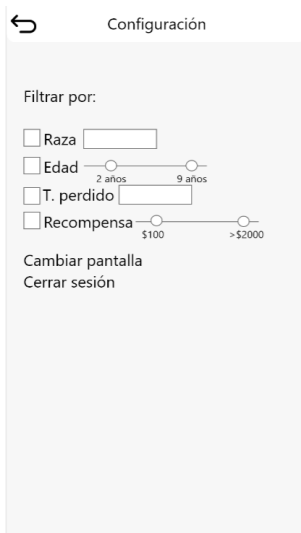 Configuración
Filtrar por:
Raza
Edad
2 años 9 años
T. perdido
Recompensa
$100 >$2000
Cambiar pantalla
Cerrar sesión